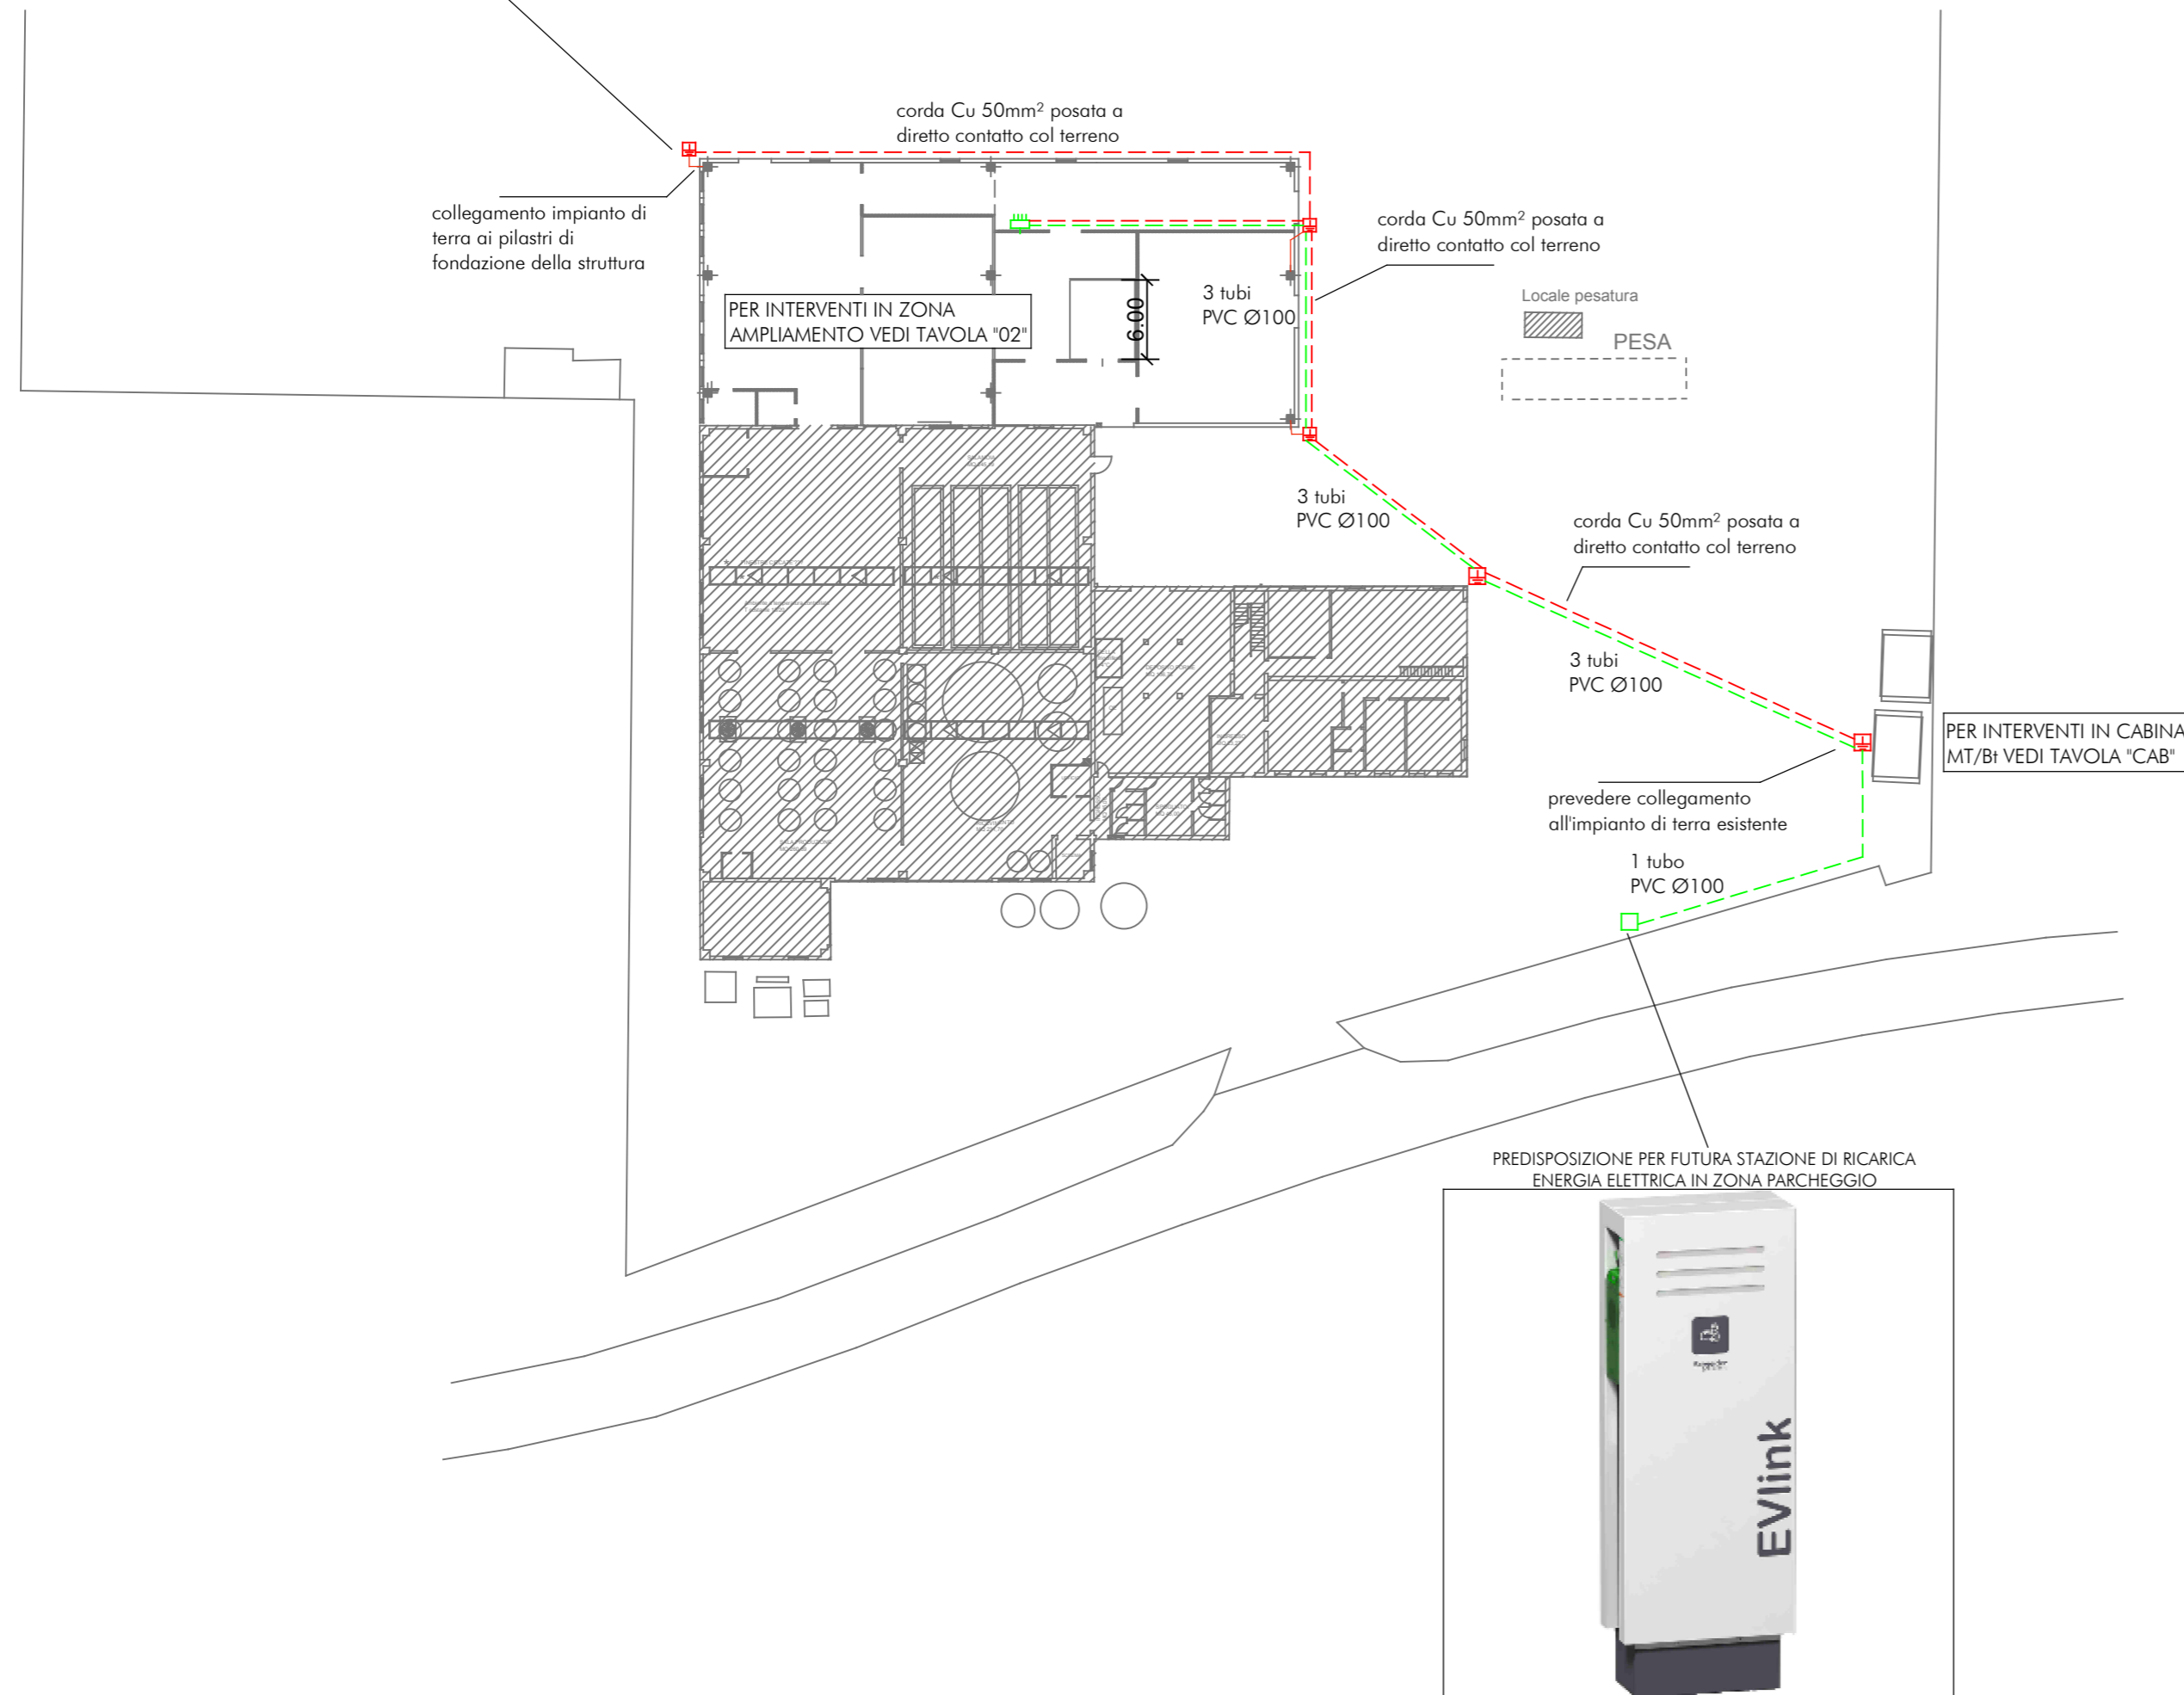 corda Cu 50mm² posata a
diretto contatto col terreno
collegamento impianto di
terra ai pilastri di
fondazione della struttura
corda Cu 50mm² posata a
diretto contatto col terreno
3 tubi
PVC Ø100
6.00
PER INTERVENTI IN ZONA
AMPLIAMENTO VEDI TAVOLA "02"
Locale pesatura
PESA
3 tubi
PVC Ø100
corda Cu 50mm² posata a
diretto contatto col terreno
3 tubi
PVC Ø100
PER INTERVENTI IN CABINA
MT/Bt VEDI TAVOLA "CAB"
prevedere collegamento
all'impianto di terra esistente
1 tubo
PVC Ø100
PREDISPOSIZIONE PER FUTURA STAZIONE DI RICARICA
ENERGIA ELETTRICA IN ZONA PARCHEGGIO
EVlink